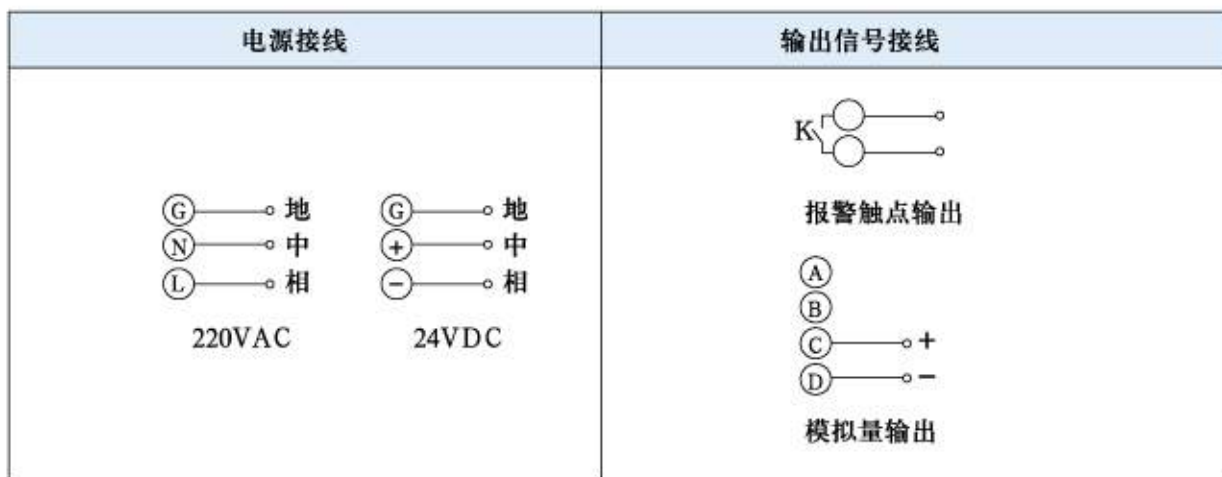 电源接线
输出信号接线
G 地
N 中
L 相
220VAC
G 地
+ 中
− 相
24VDC
K
报警触点输出
A
B
C +
D −
模拟量输出